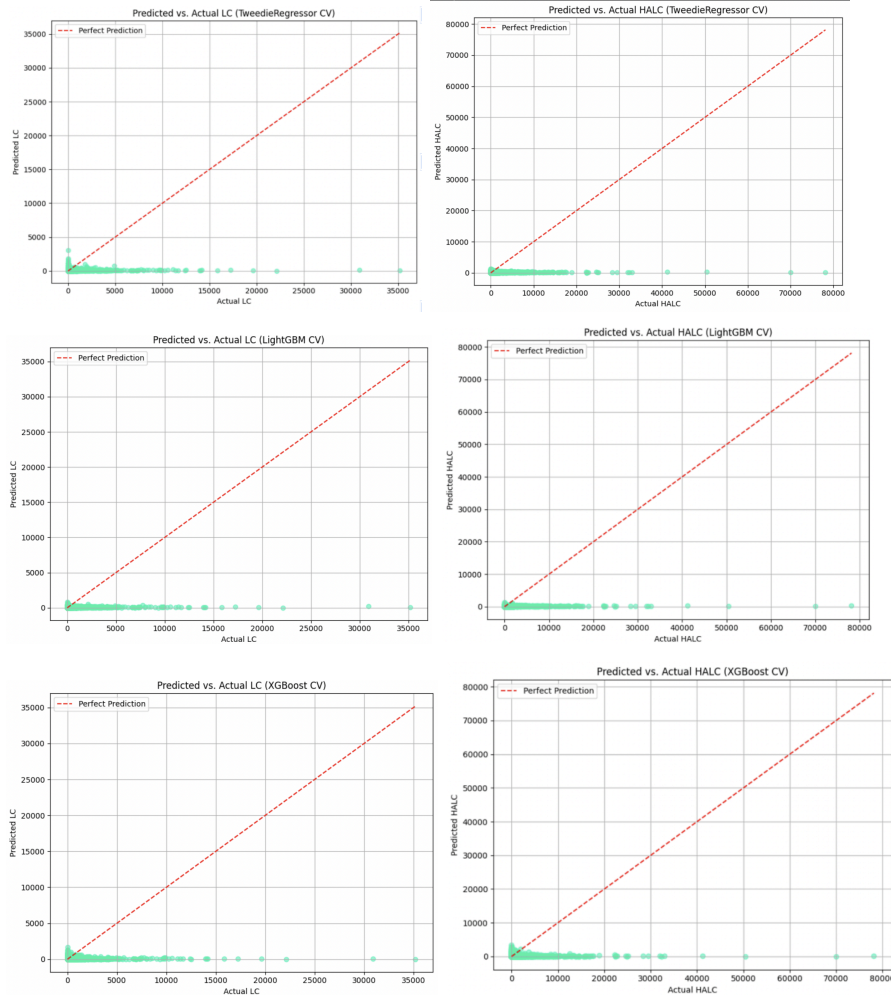 Predicted vs. Actual LC (TweedieRegressor CV)
Perfect Prediction
35000
30000
25000
20000
15000
10000
5000
0
Predicted LC
0 5000 10000 15000 20000 25000 30000 35000
Actual LC
Predicted vs. Actual HALC (TweedieRegressor CV)
Perfect Prediction
80000
70000
60000
50000
40000
30000
20000
10000
0
Predicted HALC
0 10000 20000 30000 40000 50000 60000 70000 80000
Actual HALC
Predicted vs. Actual LC (LightGBM CV)
Perfect Prediction
35000
30000
25000
20000
15000
10000
5000
0
Predicted LC
0 5000 10000 15000 20000 25000 30000 35000
Actual LC
Predicted vs. Actual HALC (LightGBM CV)
Perfect Prediction
80000
70000
60000
50000
40000
30000
20000
10000
0
Predicted HALC
0 10000 20000 30000 40000 50000 60000 70000 80000
Actual HALC
Predicted vs. Actual LC (XGBoost CV)
Perfect Prediction
35000
30000
25000
20000
15000
10000
5000
0
Predicted LC
0 5000 10000 15000 20000 25000 30000 35000
Actual LC
Predicted vs. Actual HALC (XGBoost CV)
Perfect Prediction
80000
70000
60000
50000
40000
30000
20000
10000
0
Predicted HALC
0 10000 20000 30000 40000 50000 60000 70000 80000
Actual HALC